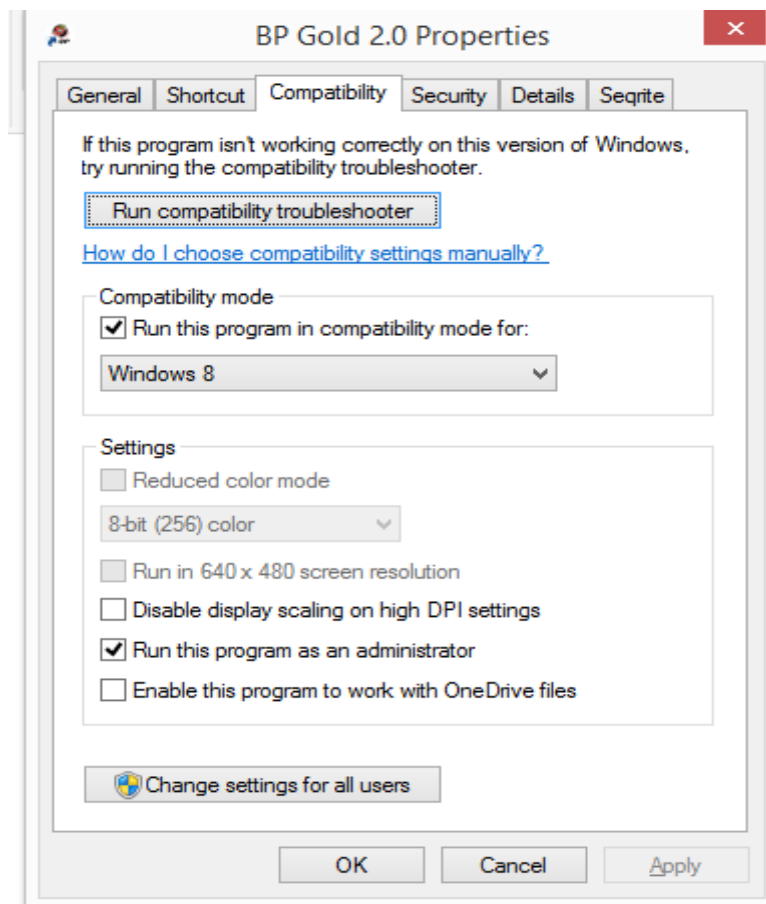 BP Gold 2.0 Properties
General Shortcut Compatibility Security Details Seqrite
If this program isn't working correctly on this version of Windows,
try running the compatibility troubleshooter.
Run compatibility troubleshooter
How do I choose compatibility settings manually?
Compatibility mode
Run this program in compatibility mode for:
Windows 8
Settings
Reduced color mode
8-bit (256) color
Run in 640 x 480 screen resolution
Disable display scaling on high DPI settings
Run this program as an administrator
Enable this program to work with OneDrive files
Change settings for all users
OK Cancel Apply